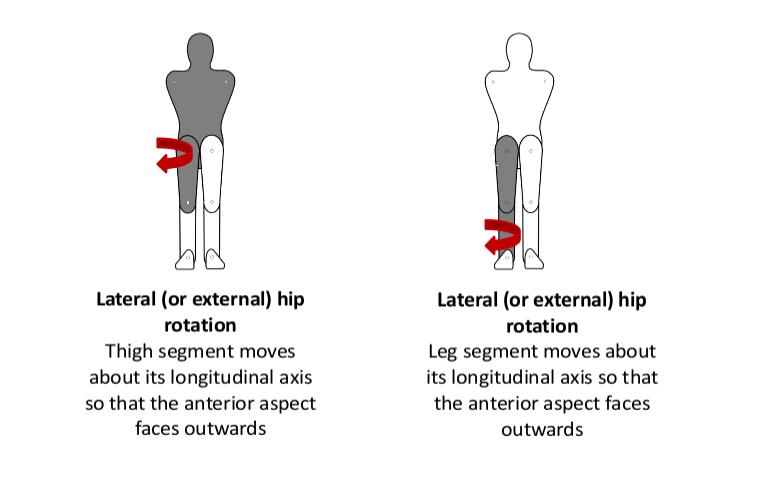 Lateral (or external) hip
rotation
Thigh segment moves
about its longitudinal axis
so that the anterior aspect
faces outwards
Lateral (or external) hip
rotation
Leg segment moves about
its longitudinal axis so that
the anterior aspect faces
outwards